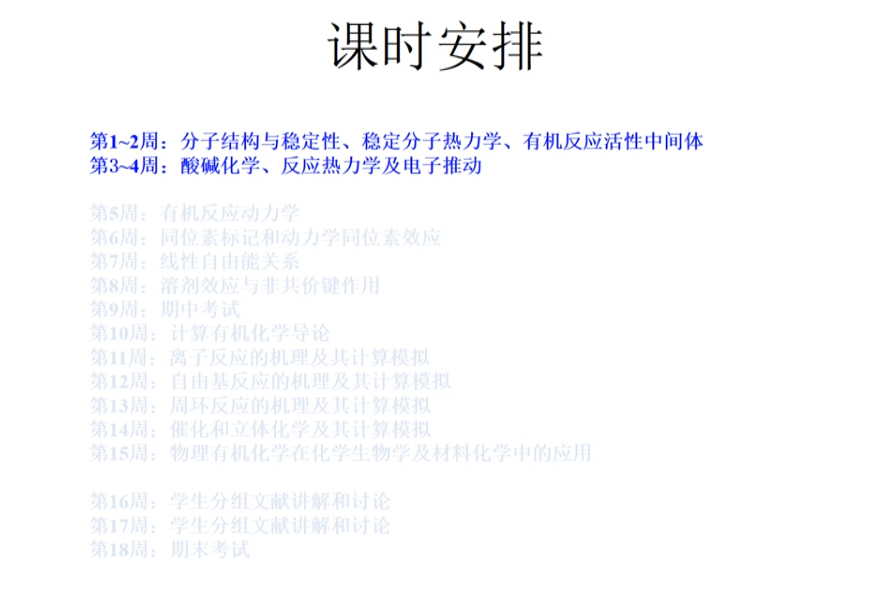 课时安排
第1~2周：分子结构与稳定性、稳定分子热力学、有机反应活性中间体
第3~4周：酸碱化学、反应热力学及电子推动
第5周：有机反应动力学
第6周：同位素标记和动力学同位素效应
第7周：线性自由能关系
第8周：溶剂效应与非共价键作用
第9周：期中考试
第10周：计算有机化学导论
第11周：离子反应的机理及其计算模拟
第12周：自由基反应的机理及其计算模拟
第13周：周环反应的机理及其计算模拟
第14周：催化和立体化学及其计算模拟
第15周：物理有机化学在化学生物学及材料化学中的应用
第16周：学生分组文献讲解和讨论
第17周：学生分组文献讲解和讨论
第18周：期末考试